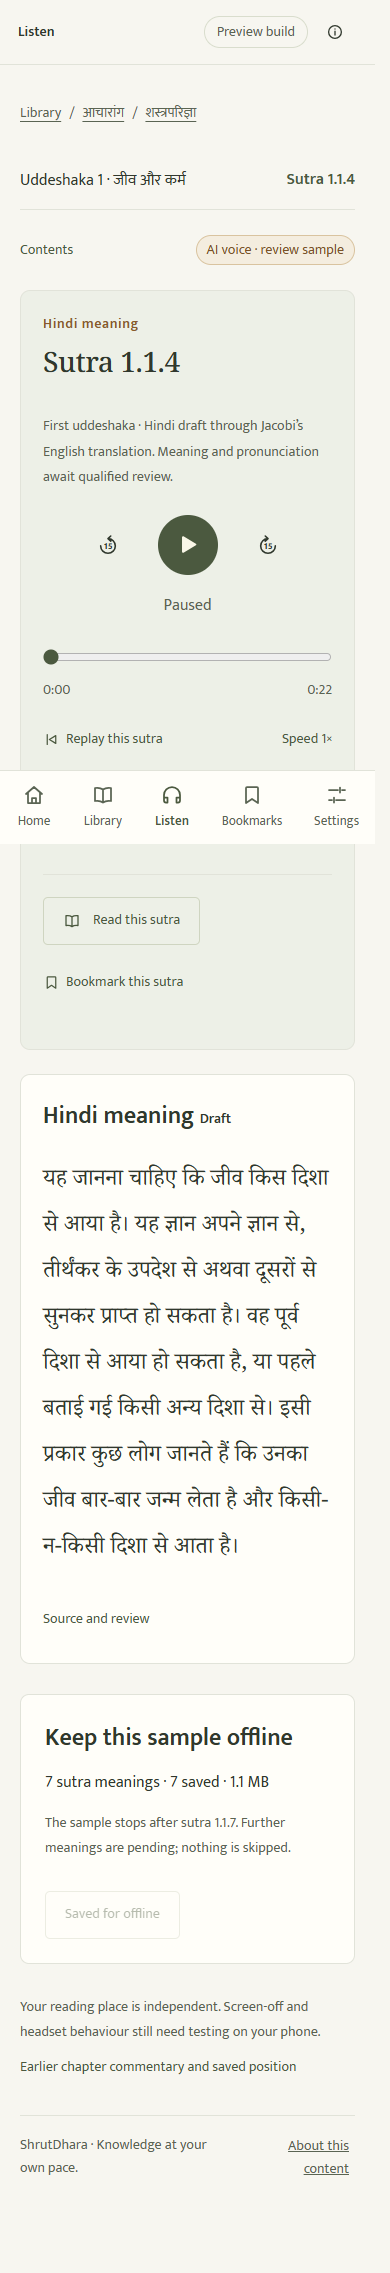 Listen
Preview build
Library / आचारांग / शस्त्रपरिज्ञा
Uddeshaka 1 · जीव और कर्म
Sutra 1.1.4
Contents
AI voice · review sample
Hindi meaning
Sutra 1.1.4
First uddeshaka · Hindi draft through Jacobi’s
English translation. Meaning and pronunciation
await qualified review.
15
15
Paused
0:00
0:22
Replay this sutra
Speed 1×
Home
Library
Listen
Bookmarks
Settings
Read this sutra
Bookmark this sutra
Hindi meaning Draft
यह जानना चाहिए कि जीव किस दिशा
से आया है। यह ज्ञान अपने ज्ञान से,
तीर्थंकर के उपदेश से अथवा दूसरों से
सुनकर प्राप्त हो सकता है। वह पूर्व
दिशा से आया हो सकता है, या पहले
बताई गई किसी अन्य दिशा से। इसी
प्रकार कुछ लोग जानते हैं कि उनका
जीव बार-बार जन्म लेता है और किसी-
न-किसी दिशा से आता है।
Source and review
Keep this sample offline
7 sutra meanings · 7 saved · 1.1 MB
The sample stops after sutra 1.1.7. Further
meanings are pending; nothing is skipped.
Saved for offline
Your reading place is independent. Screen-off and
headset behaviour still need testing on your phone.
Earlier chapter commentary and saved position
ShrutDhara · Knowledge at your
own pace.
About this
content